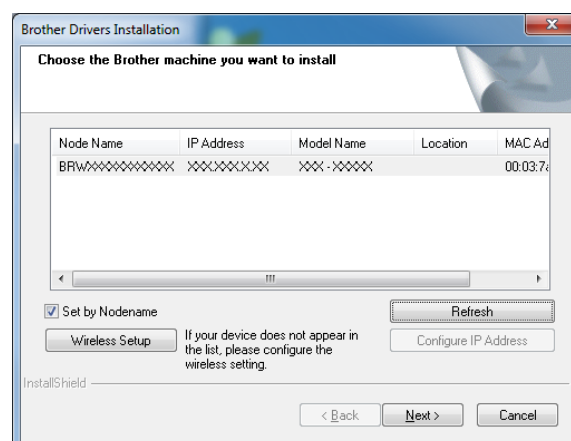 Brother Drivers Installation
Choose the Brother machine you want to install
Node Name IP Address Model Name Location MAC Ad
BRWXXXXXXXXXXXX XXX.XXX.X.XX XXX-XXXXX 00:03:7a
Set by Nodename Refresh
Wireless Setup If your device does not appear in the list, please configure the wireless setting. Configure IP Address
InstallShield
< Back Next > Cancel